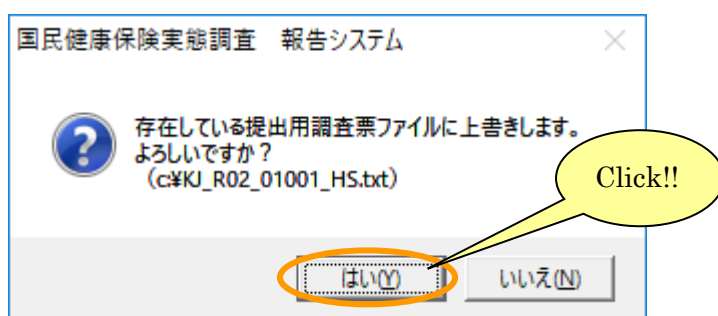 国民健康保険実態調査　報告システム
存在している提出用調査票ファイルに上書きします。
よろしいですか？
（c:¥KJ_R02_01001_HS.txt）
Click!!
はい(Y)
いいえ(N)